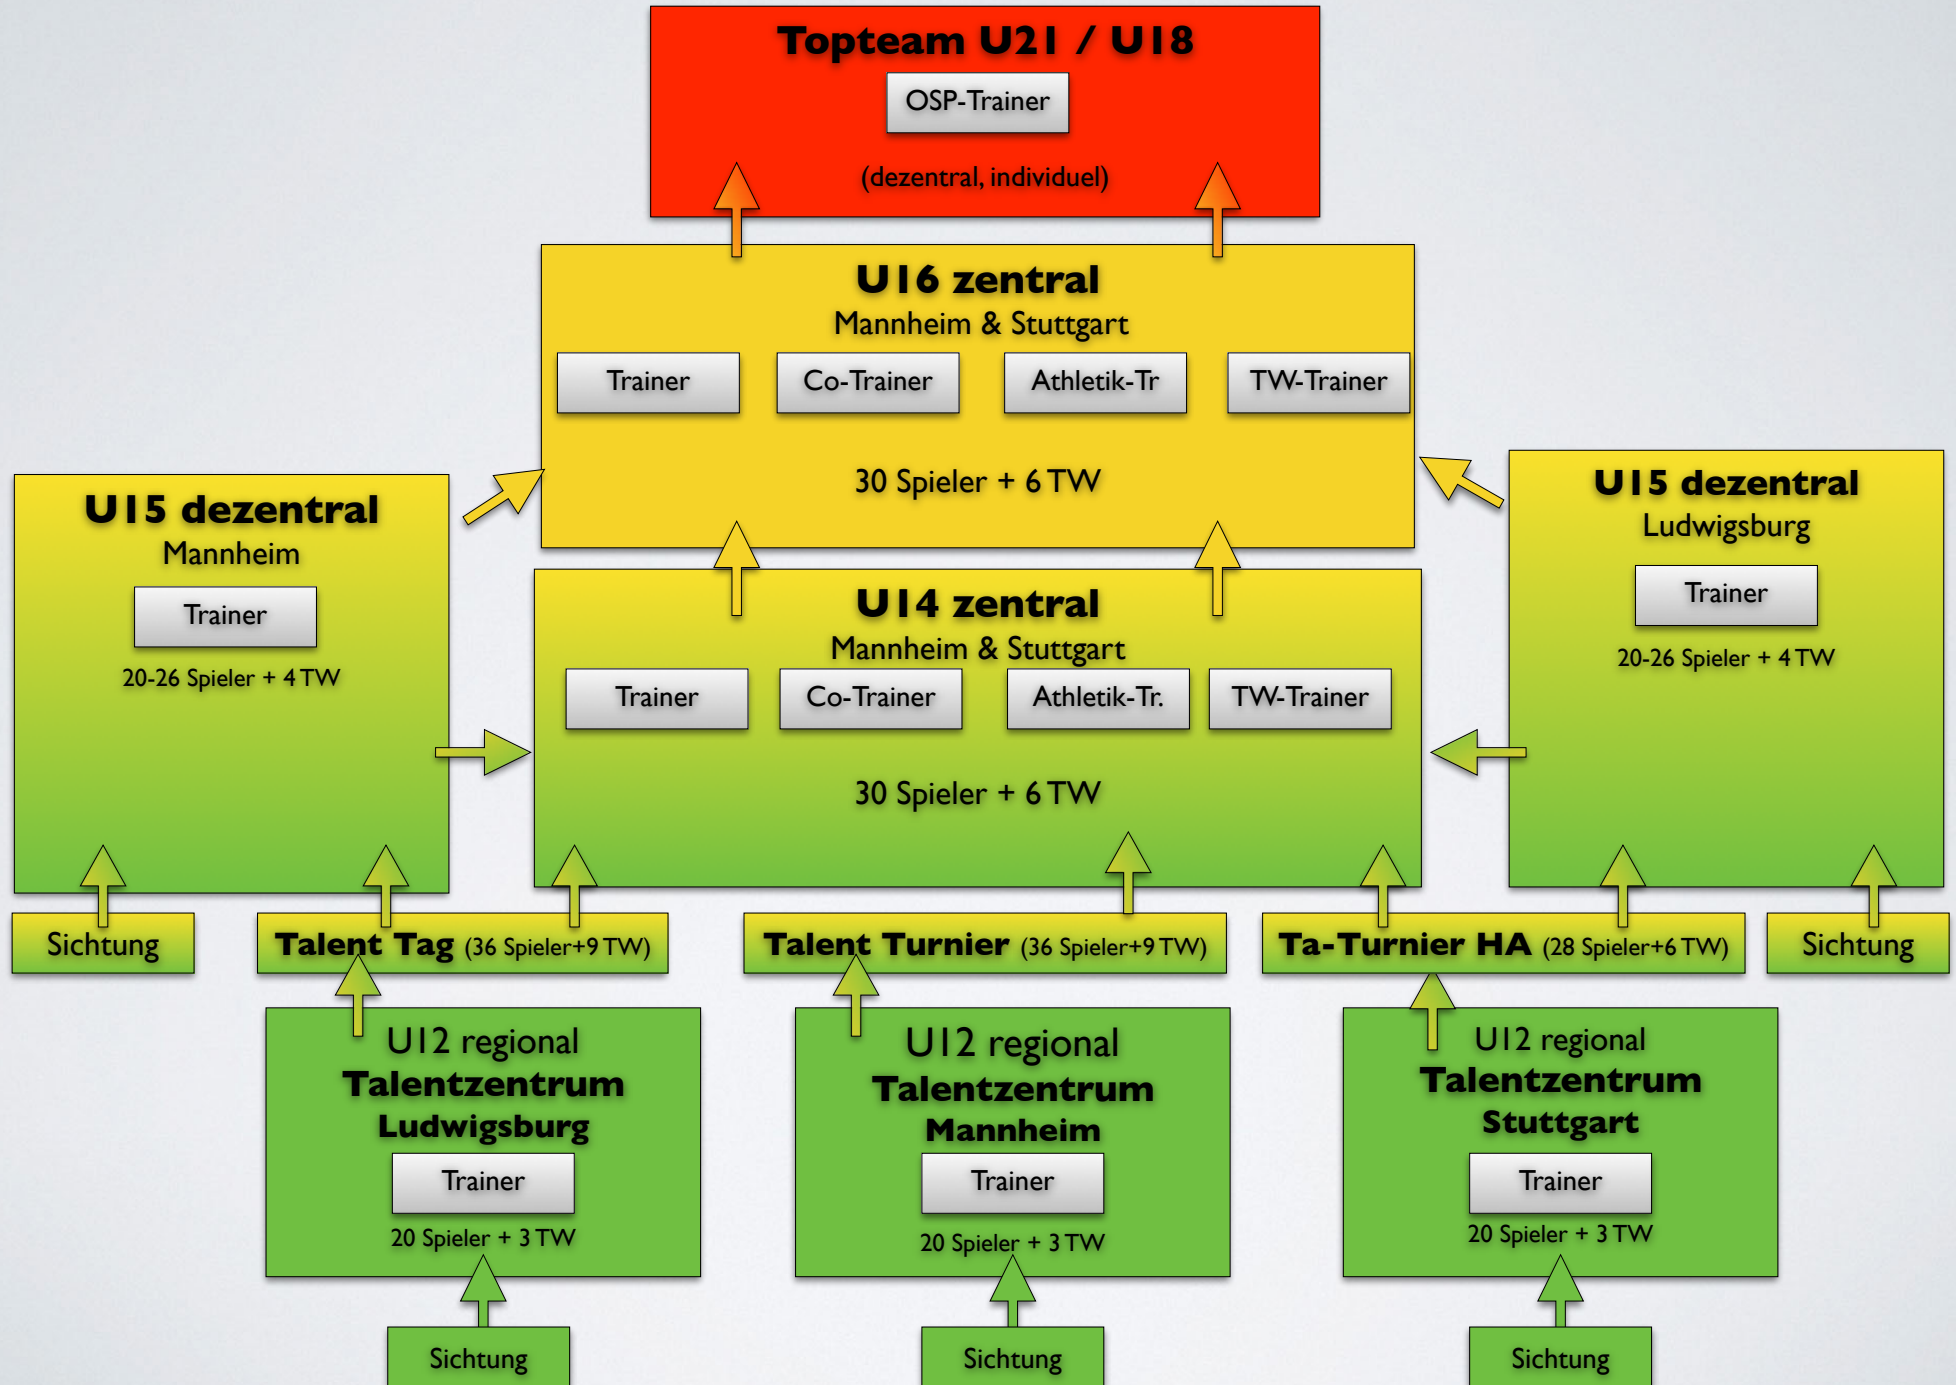 Topteam U21 / U18
OSP-Trainer
(dezentral, individuel)
U16 zentral
Mannheim & Stuttgart
Trainer
Co-Trainer
Athletik-Tr
TW-Trainer
30 Spieler + 6 TW
U15 dezentral
Mannheim
Trainer
20-26 Spieler + 4 TW
U14 zentral
Mannheim & Stuttgart
Trainer
Co-Trainer
Athletik-Tr.
TW-Trainer
30 Spieler + 6 TW
U15 dezentral
Ludwigsburg
Trainer
20-26 Spieler + 4 TW
Sichtung
Talent Tag (36 Spieler+9 TW)
Talent Turnier (36 Spieler+9 TW)
Ta-Turnier HA (28 Spieler+6 TW)
Sichtung
U12 regional
Talentzentrum
Ludwigsburg
Trainer
20 Spieler + 3 TW
Sichtung
U12 regional
Talentzentrum
Mannheim
Trainer
20 Spieler + 3 TW
Sichtung
U12 regional
Talentzentrum
Stuttgart
Trainer
20 Spieler + 3 TW
Sichtung